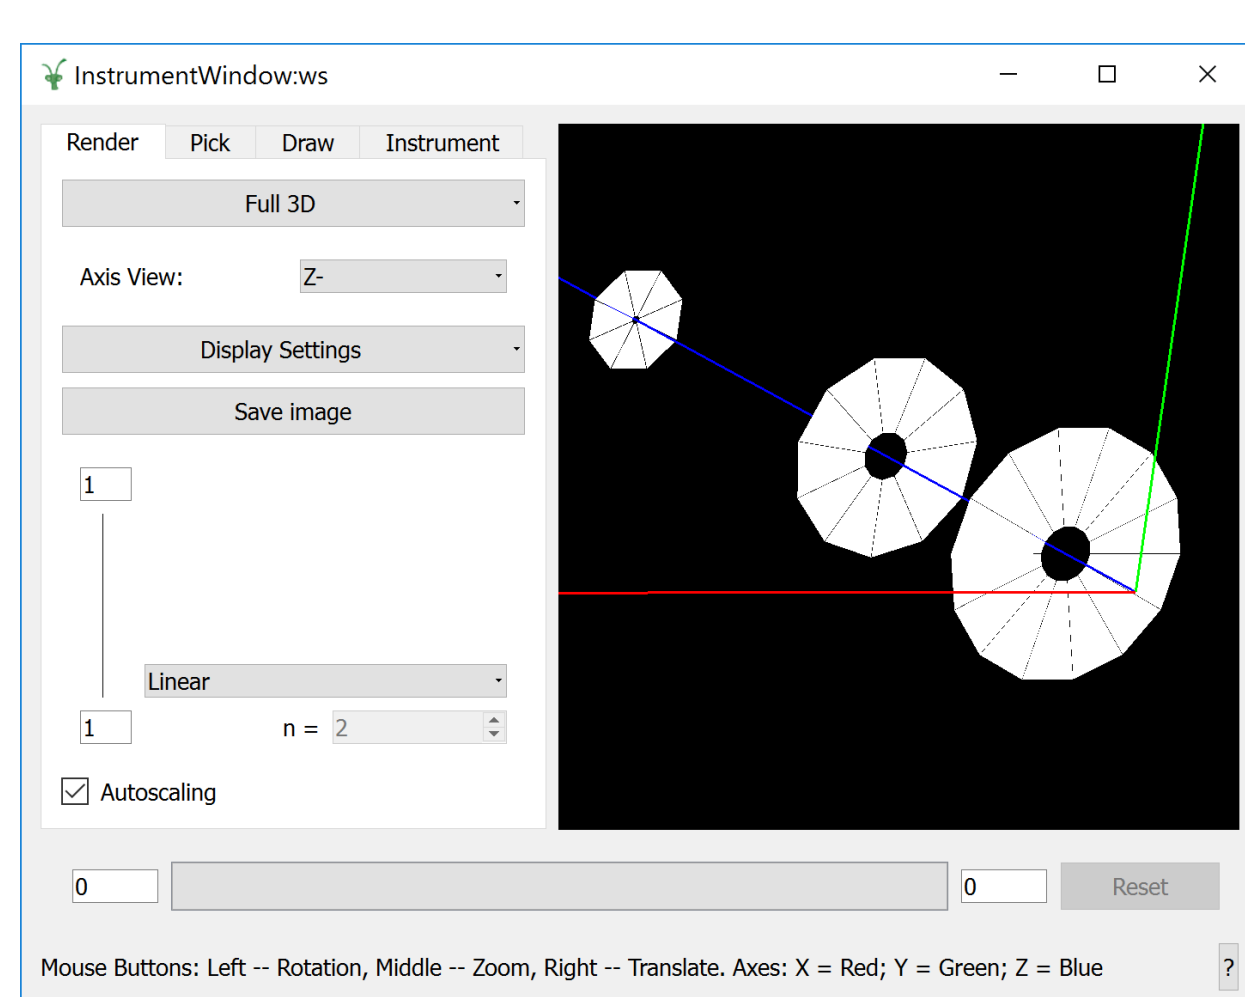 InstrumentWindow:ws
Render Pick Draw Instrument
Full 3D
Axis View: Z-
Display Settings
Save image
1
Linear
1 n = 2
Autoscaling
0 0 Reset
Mouse Buttons: Left -- Rotation, Middle -- Zoom, Right -- Translate. Axes: X = Red; Y = Green; Z = Blue ?